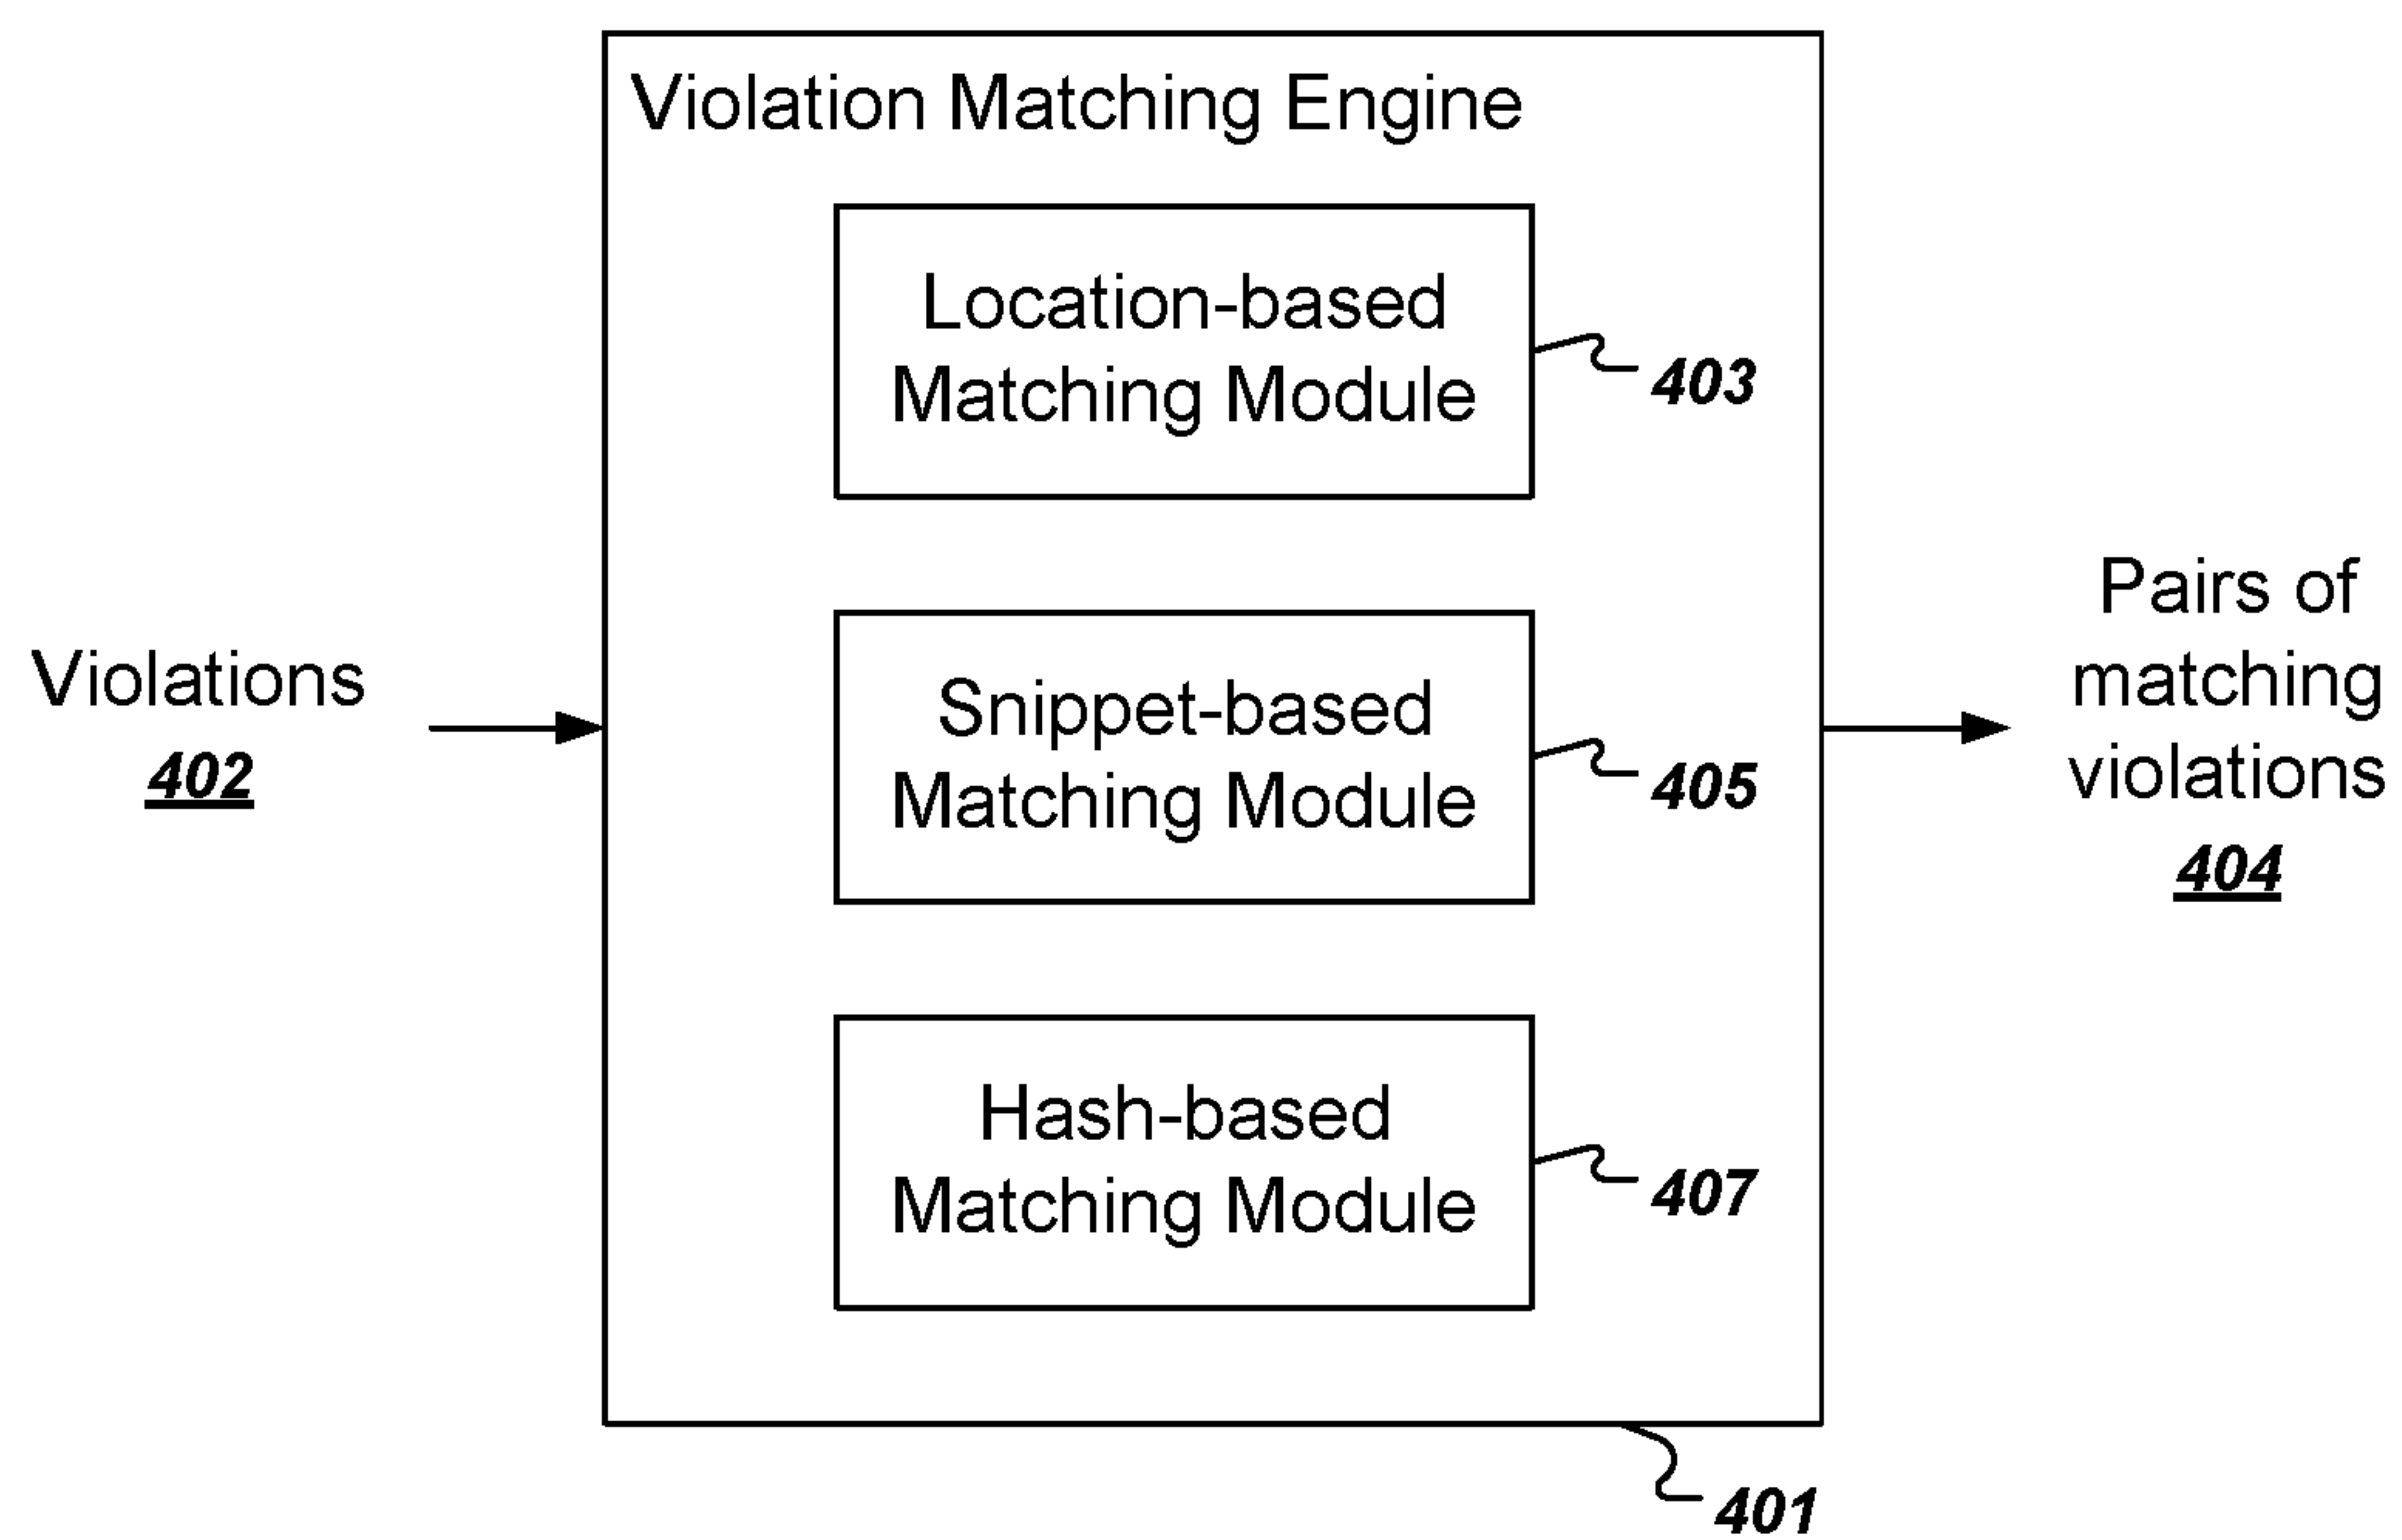 Violation Matching Engine
Location-based
Matching Module
403
Violations
402
Snippet-based
Matching Module
405
Pairs of
matching
violations
404
Hash-based
Matching Module
407
401